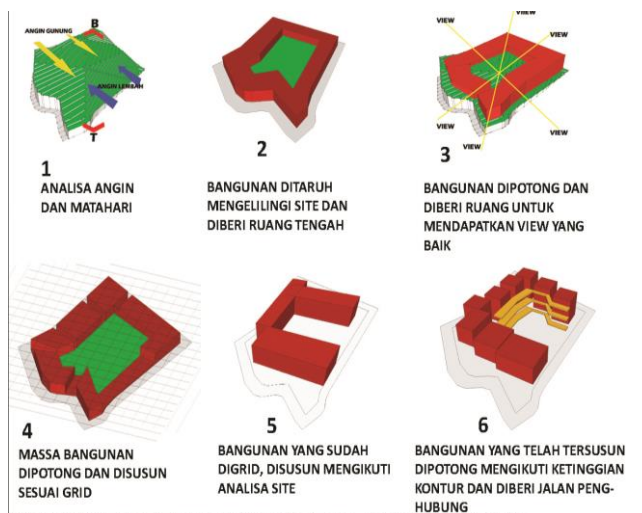 B
ANGIN GUNUNG
ANGIN LEMBAH
T
1
ANALISA ANGIN
DAN MATAHARI
2
BANGUNAN DITARUH
MENGELILINGI SITE DAN
DIBERI RUANG TENGAH
VIEW
VIEW
VIEW
VIEW
VIEW
VIEW
3
BANGUNAN DIPOTONG DAN
DIBERI RUANG UNTUK
MENDAPATKAN VIEW YANG
BAIK
4
MASSA BANGUNAN
DIPOTONG DAN DISUSUN
SESUAI GRID
5
BANGUNAN YANG SUDAH
DIGRID, DISUSUN MENGIKUTI
ANALISA SITE
6
BANGUNAN YANG TELAH TERSUSUN
DIPOTONG MENGIKUTI KETINGGIAN
KONTUR DAN DIBERI JALAN PENG-
HUBUNG